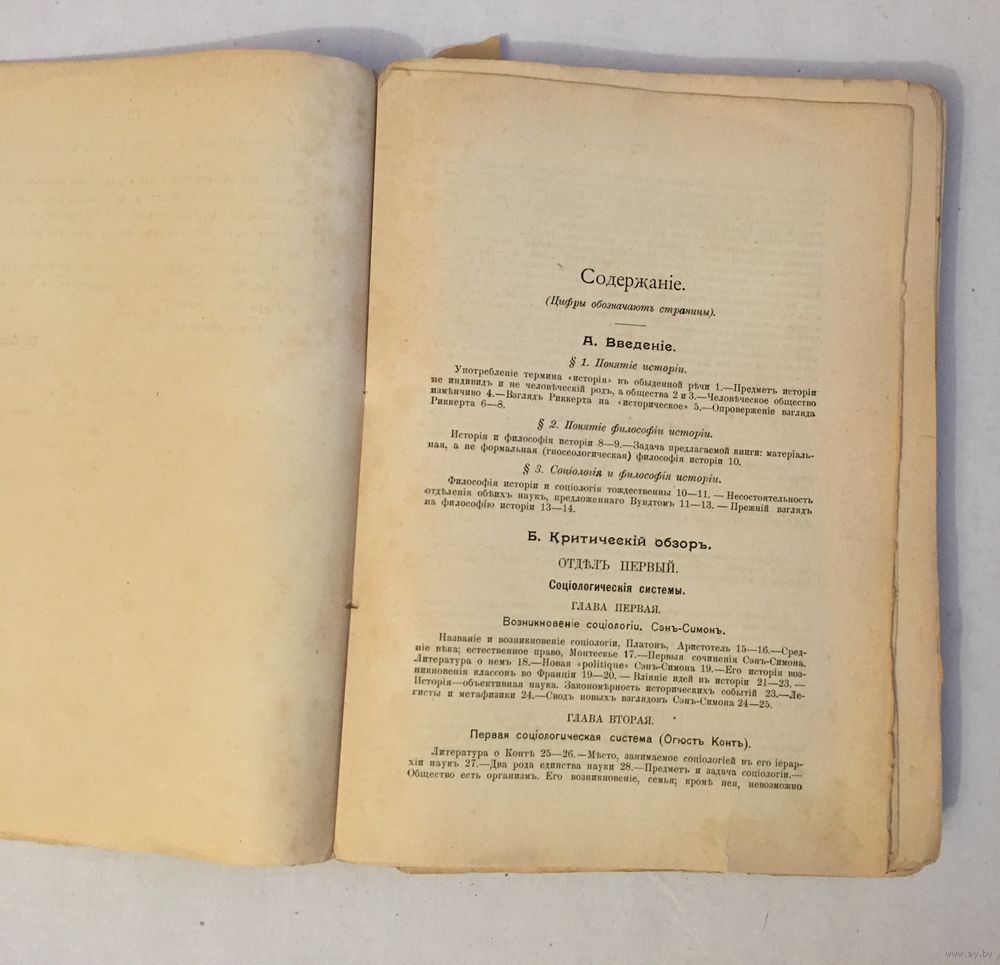 Содержаніе.
(Цифры обозначаютъ страницы).
А. Введеніе.
§ 1. Понятіе исторіи.
Употребленіе термина «исторія» въ обыденной рѣчи 1.—Предметъ исторіи
не индивид и не человѣческій родъ, а общества 2 и 3.—Человѣческое общество
измѣнчиво 4.—Взглядъ Риккерта на «историческое» 5.—Опроверженіе взгляда
Риккерта 6—8.
§ 2. Понятіе философіи исторіи.
Исторія и философія исторіи 8—9.—Задача предлагаемой книги: матеріаль-
ная, а не формальная (гносеологическая) философія исторіи 10.
§ 3. Соціологія и философія исторіи.
Философія исторіи и соціологія тождественны 10—11. — Несостоятельность
отдѣленія обѣихъ наукъ, предложеннаго Вундтомъ 11—13. — Прежній взглядъ
на философію исторіи 13—14.
Б. Критическій обзоръ.
ОТДѢЛЪ ПЕРВЫЙ.
Соціологическія системы.
ГЛАВА ПЕРВАЯ.
Возникновеніе соціологіи. Сэнъ-Симонъ.
Названіе и возникновеніе соціологіи, Платонъ, Аристотель 15—16.—Сред-
ніе вѣка; естественное право, Монтескье 17.—Первыя сочиненія Сэнъ-Симона.
Литература о немъ 18.—Новая «politique» Сэнъ-Симона 19.—Его исторія воз-
никновенія классовъ во Франціи 19—20. — Вліяніе идей въ исторіи 21—23. —
Исторія—объективная наука. Закономѣрность историческихъ событій 23.—Ле-
гисты и метафизики 24.—Сводъ новыхъ взглядовъ Сэнъ-Симона 24—25.
ГЛАВА ВТОРАЯ.
Первая соціологическая система (Огюстъ Контъ).
Литература о Контѣ 25—26.—Мѣсто, занимаемое соціологіей въ его іерар-
хіи наукъ 27.—Два рода единства науки 28.—Предметъ и задача соціологіи.—
Общество есть организмъ. Его возникновеніе, семья; кромѣ нея, невозможно
www.ay.by